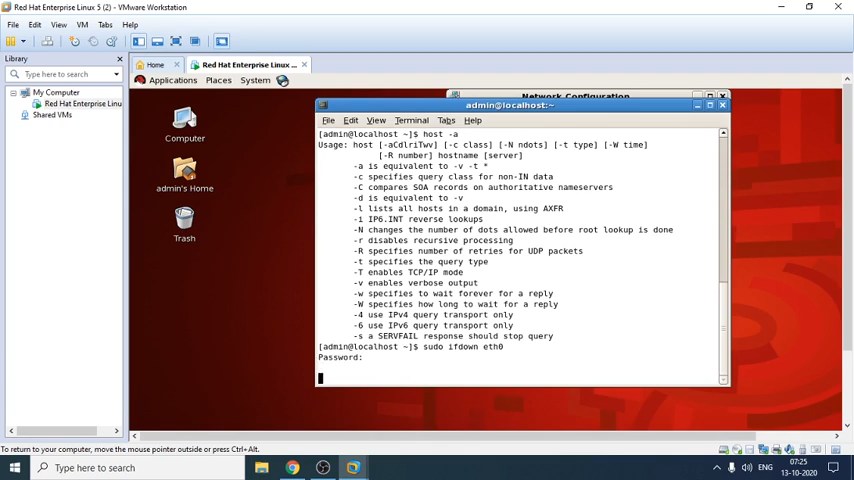 Red Hat Enterprise Linux 5 (2) - VMware Workstation
File Edit View VM Tabs Help
Library
Type here to search
My Computer
Red Hat Enterprise Linu
Shared VMs
Home
Red Hat Enterprise Linux ...
Applications Places System
Computer
admin's Home
Trash
Network Configuration
admin@localhost:~
File Edit View Terminal Tabs Help
[admin@localhost ~]$ host -a
Usage: host [-aCdlriTwv] [-c class] [-N ndots] [-t type] [-W time]
[-R number] hostname [server]
-a is equivalent to -v -t *
-c specifies query class for non-IN data
-C compares SOA records on authoritative nameservers
-d is equivalent to -v
-l lists all hosts in a domain, using AXFR
-i IP6.INT reverse lookups
-N changes the number of dots allowed before root lookup is done
-r disables recursive processing
-R specifies number of retries for UDP packets
-t specifies the query type
-T enables TCP/IP mode
-v enables verbose output
-w specifies to wait forever for a reply
-W specifies how long to wait for a reply
-4 use IPv4 query transport only
-6 use IPv6 query transport only
-s a SERVFAIL response should stop query
[admin@localhost ~]$ sudo ifdown eth0
Password:
To return to your computer, move the mouse pointer outside or press Ctrl+Alt.
Type here to search
ENG
07:25
13-10-2020